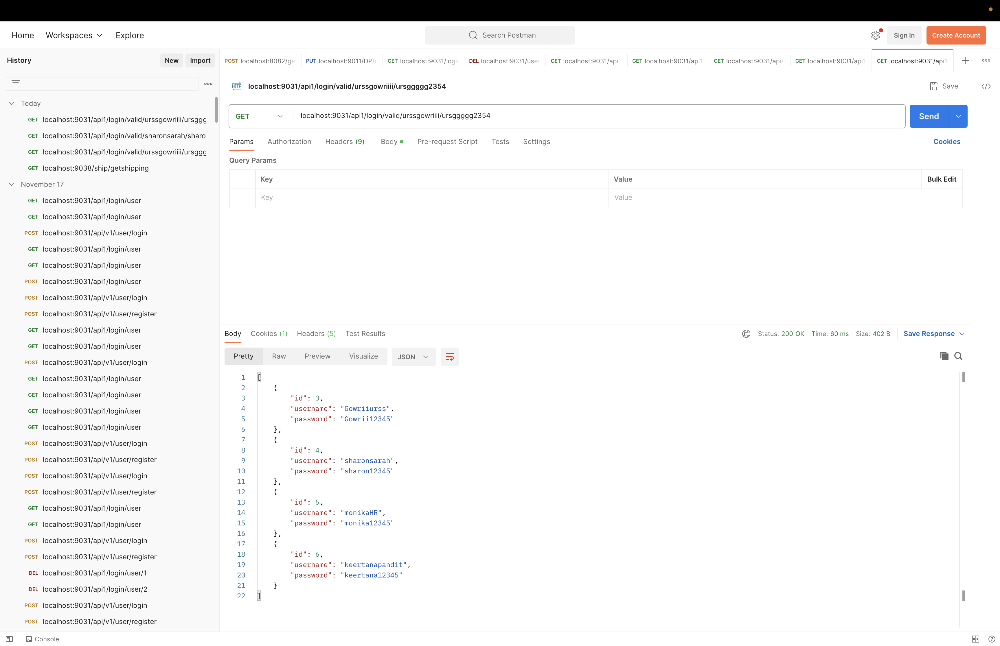 Home Workspaces Explore Search Postman Sign In Create Account
History New Import
POST localhost:8082/ge PUT localhost:9011/DP/u GET localhost:9031/logi DEL localhost:9031/user GET localhost:9031/api1 GET localhost:9031/api1 GET localhost:9031/api/ GET localhost:9031/api1 GET localhost:9031/api1
Today
GET localhost:9031/api1/login/valid/urssgowriiii/ursggg
GET localhost:9031/api1/login/valid/sharonsarah/sharo
GET localhost:9031/api1/login/valid/urssgowriiii/ursggg
GET localhost:9038/ship/getshipping
November 17
GET localhost:9031/api1/login/user
GET localhost:9031/api1/login/user
POST localhost:9031/api/v1/user/login
GET localhost:9031/api1/login/user
GET localhost:9031/api1/login/user
POST localhost:9031/api1/login/user
POST localhost:9031/api/v1/user/login
POST localhost:9031/api/v1/user/register
GET localhost:9031/api1/login/user
GET localhost:9031/api1/login/user
POST localhost:9031/api/v1/user/login
GET localhost:9031/api1/login/user
GET localhost:9031/api1/login/user
GET localhost:9031/api1/login/user
GET localhost:9031/api1/login/user
POST localhost:9031/api/v1/user/login
POST localhost:9031/api/v1/user/register
POST localhost:9031/api/v1/user/login
POST localhost:9031/api/v1/user/register
GET localhost:9031/api1/login/user
GET localhost:9031/api1/login/user
POST localhost:9031/api/v1/user/login
POST localhost:9031/api/v1/user/register
DEL localhost:9031/api1/login/user/1
DEL localhost:9031/api1/login/user/2
POST localhost:9031/api/v1/user/login
POST localhost:9031/api/v1/user/register
HTTP localhost:9031/api1/login/valid/urssgowriiii/ursggggg2354 Save </>
GET localhost:9031/api1/login/valid/urssgowriiii/ursggggg2354 Send
Params Authorization Headers (9) Body Pre-request Script Tests Settings Cookies
Query Params
Key Value Bulk Edit
Key Value
Body Cookies (1) Headers (5) Test Results Status: 200 OK Time: 60 ms Size: 402 B Save Response
Pretty Raw Preview Visualize JSON
1 [
2 {
3 "id": 3,
4 "username": "Gowriiurss",
5 "password": "Gowrii12345"
6 },
7 {
8 "id": 4,
9 "username": "sharonsarah",
10 "password": "sharon12345"
11 },
12 {
13 "id": 5,
14 "username": "monikaHR",
15 "password": "monika12345"
16 },
17 {
18 "id": 6,
19 "username": "keertanapandit",
20 "password": "keertana12345"
21 }
22 ]
Console